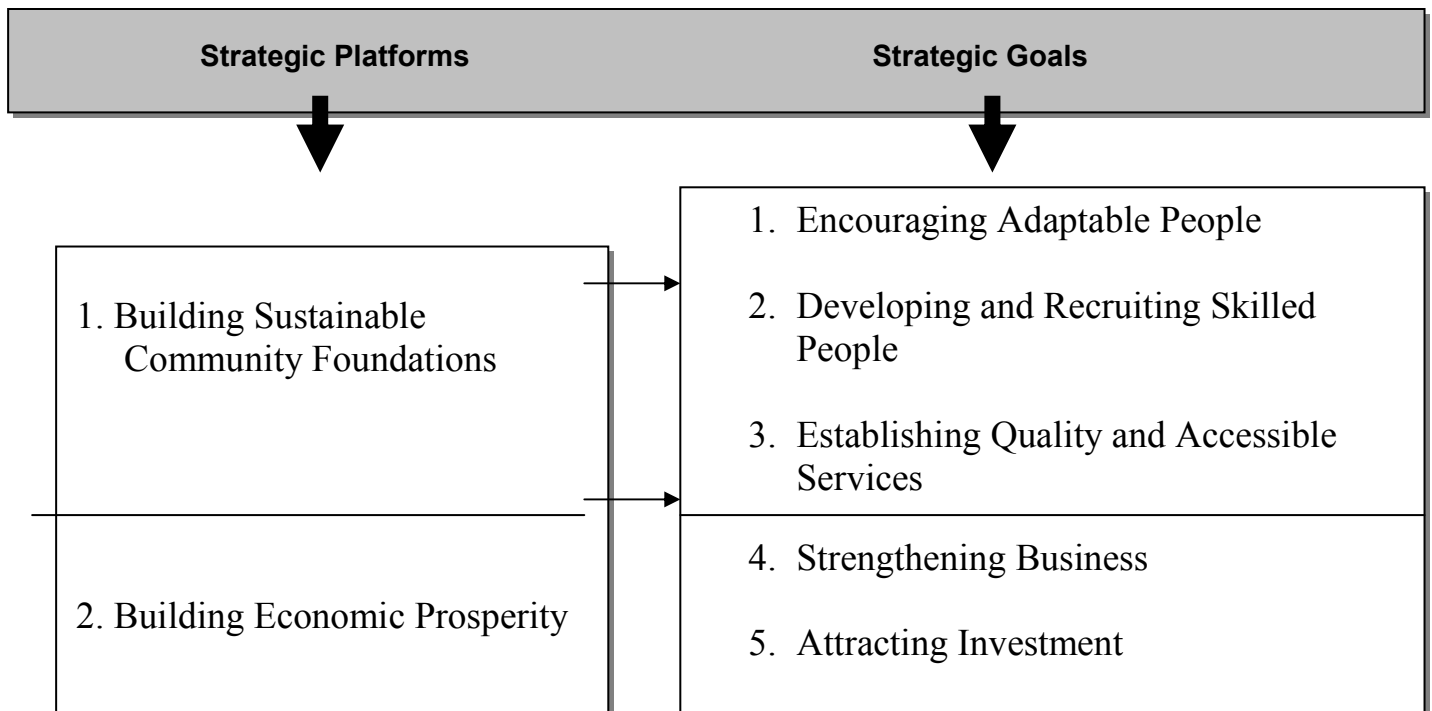 Strategic Platforms
Strategic Goals
1. Building Sustainable
Community Foundations
2. Building Economic Prosperity
1. Encouraging Adaptable People
2. Developing and Recruiting Skilled
People
3. Establishing Quality and Accessible
Services
4. Strengthening Business
5. Attracting Investment